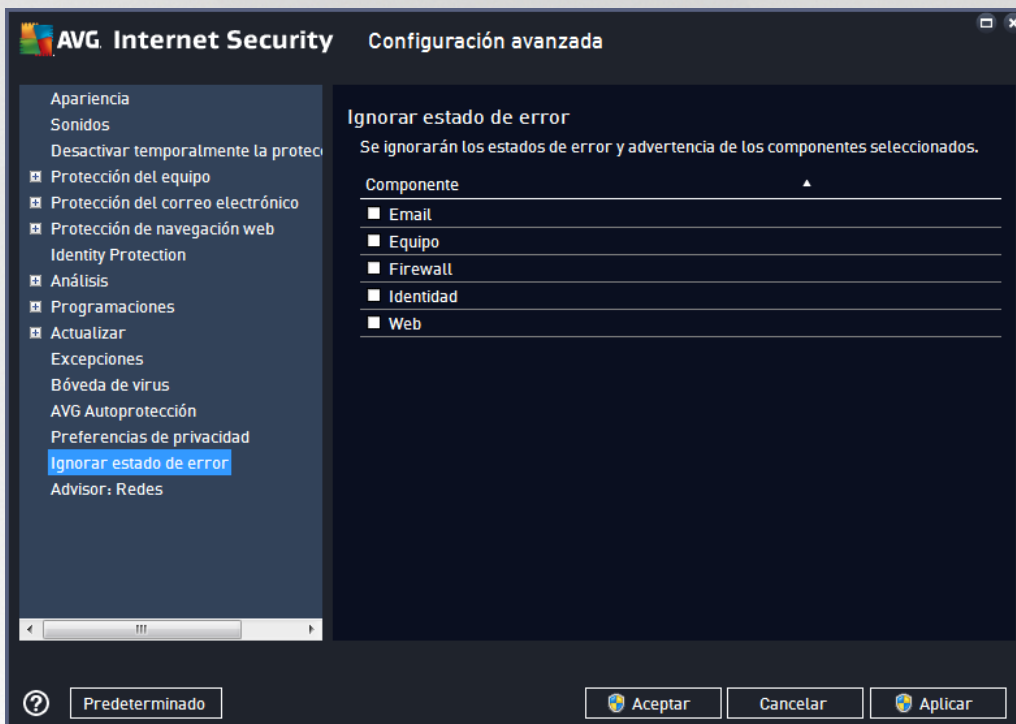 AVG. Internet Security
Configuración avanzada
Apariencia
Sonidos
Desactivar temporalmente la protec
Protección del equipo
Protección del correo electrónico
Protección de navegación web
Identity Protection
Análisis
Programaciones
Actualizar
Excepciones
Bóveda de virus
AVG Autoprotección
Preferencias de privacidad
Ignorar estado de error
Advisor: Redes
Ignorar estado de error
Se ignorarán los estados de error y advertencia de los componentes seleccionados.
Componente
Email
Equipo
Firewall
Identidad
Web
Predeterminado
Aceptar
Cancelar
Aplicar